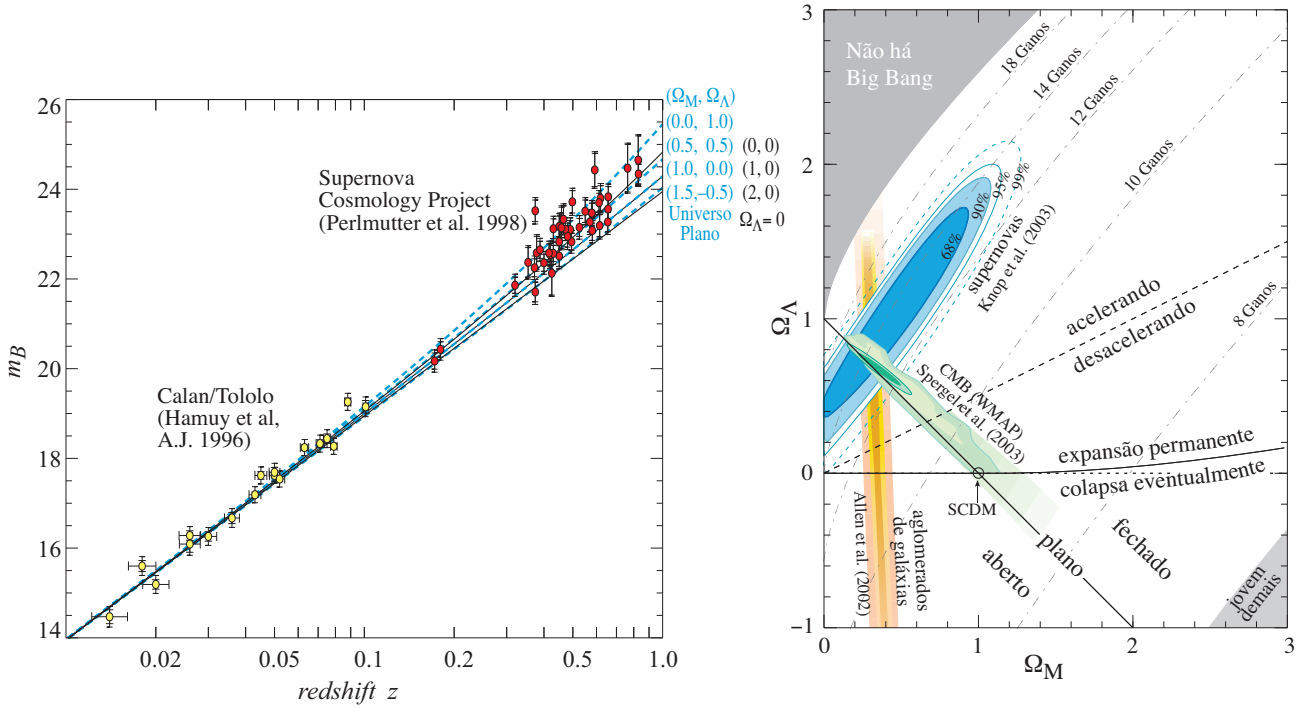 26
24
22
20
18
16
14
m_B
0.02
0.05
0.1
0.2
0.5
1.0
redshift z
Supernova
Cosmology Project
(Perlmutter et al. 1998)
Calan/Tololo
(Hamuy et al,
A.J. 1996)
(Ω_M, Ω_Λ)
(0.0, 1.0)
(0.5, 0.5) (0, 0)
(1.0, 0.0) (1, 0)
(1.5,–0.5) (2, 0)
Universo
Plano
Ω_Λ = 0
3
2
1
0
−1
Ω_Λ
0
1
2
3
Ω_M
Não há
Big Bang
18 Ganos
14 Ganos
12 Ganos
10 Ganos
8 Ganos
68%
90%
95%
99%
supernovas
Knop et al. (2003)
acelerando
desacelerando
CMB (WMAP)
Spergel et al. (2003)
expansão permanente
colapsa eventualmente
SCDM
Allen et al. (2002)
aglomerados
de galáxias
aberto
plano
fechado
jovem
demais